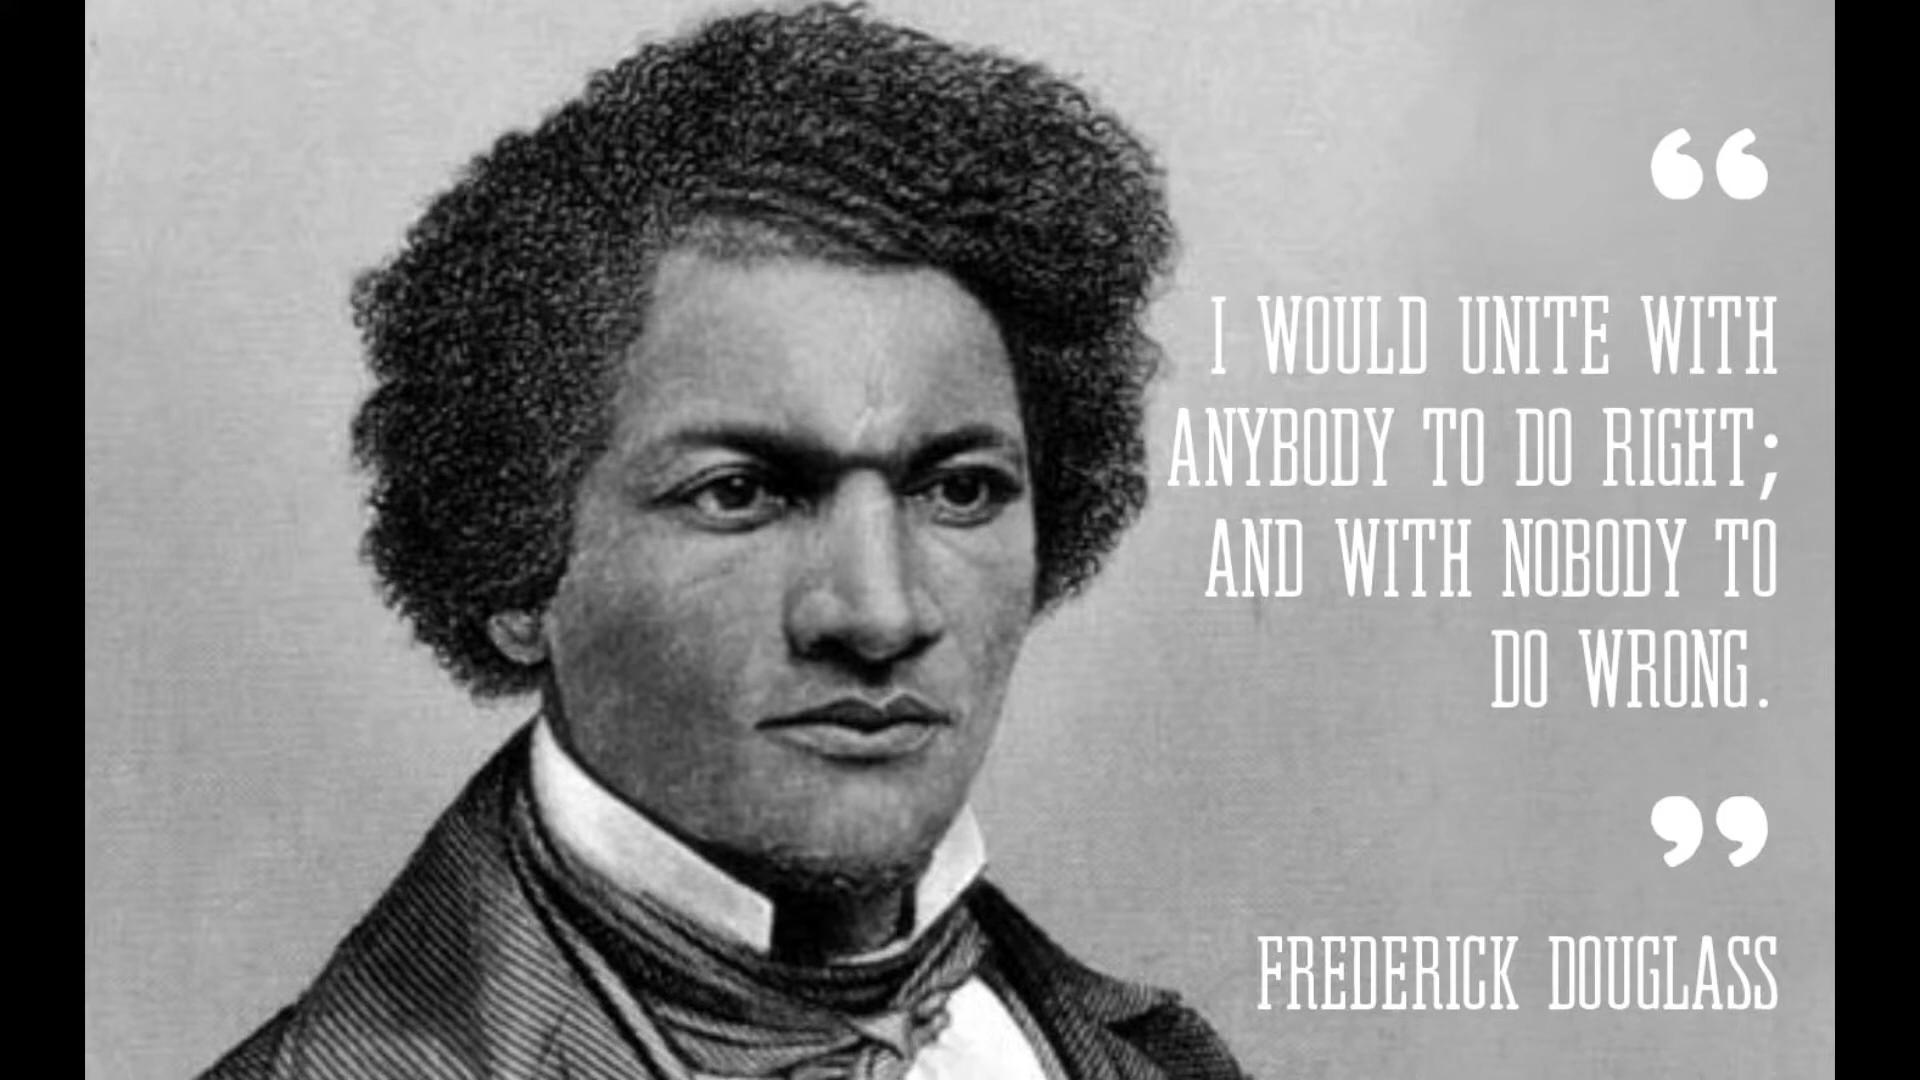 “
I WOULD UNITE WITH
ANYBODY TO DO RIGHT;
AND WITH NOBODY TO
DO WRONG.
”
FREDERICK DOUGLASS